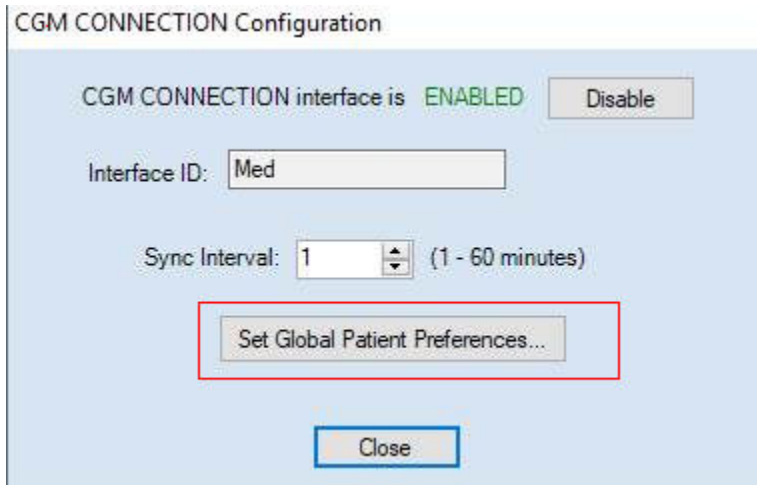 CGM CONNECTION Configuration
CGM CONNECTION interface is ENABLED Disable
Interface ID: Med
Sync Interval: 1 (1 - 60 minutes)
Set Global Patient Preferences...
Close